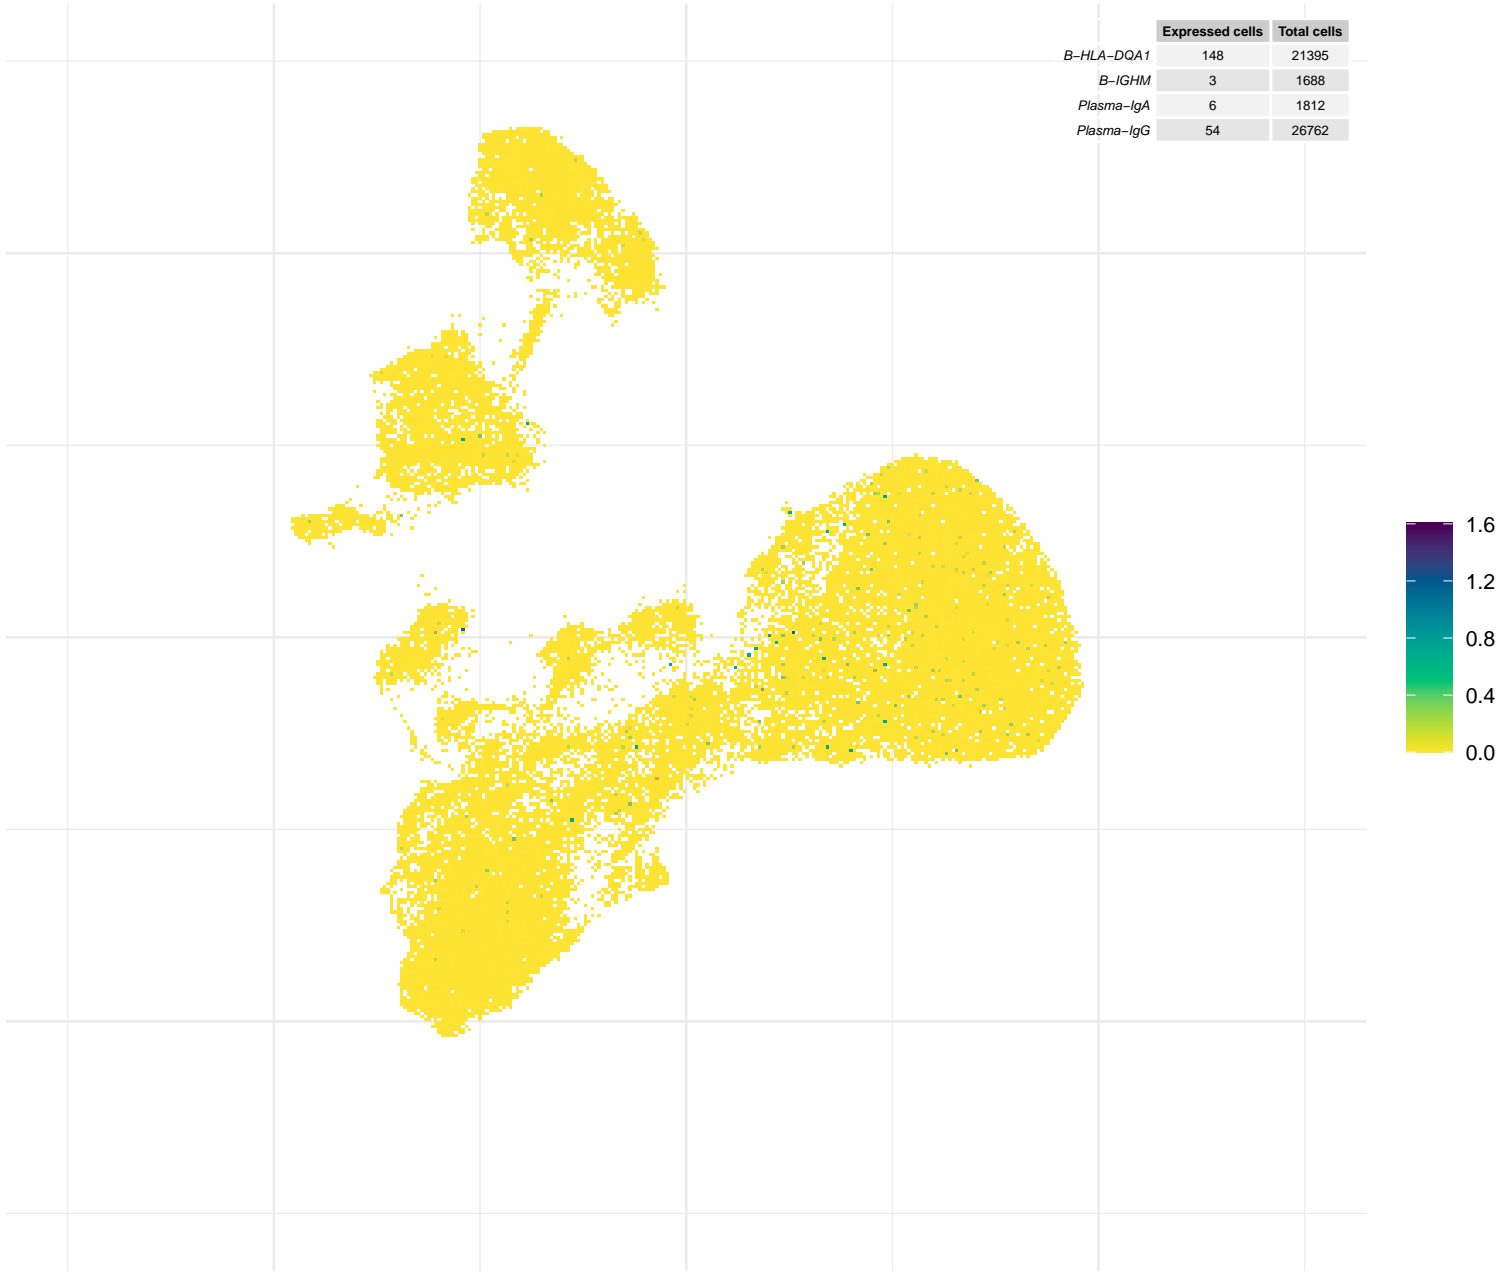 Expressed cells Total cells
B−HLA−DQA1 148 21395
B−IGHM 3 1688
Plasma−IgA 6 1812
Plasma−IgG 54 26762
1.6
1.2
0.8
0.4
0.0